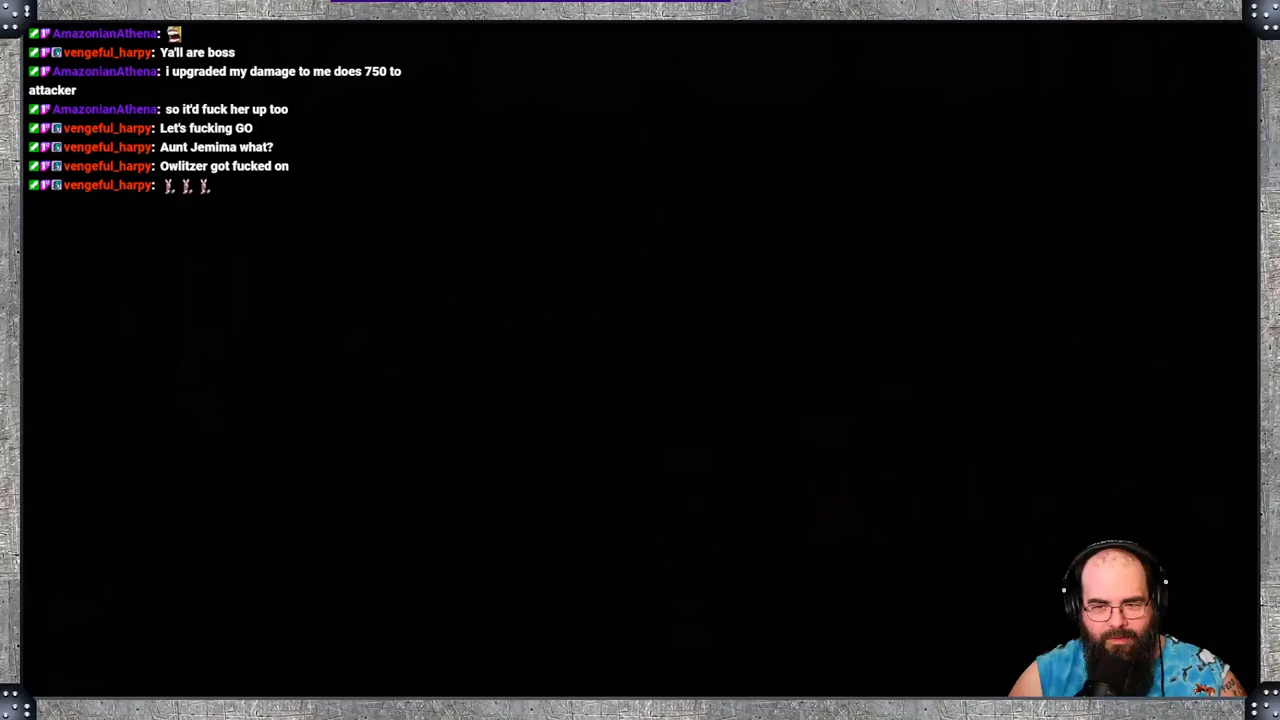 AmazonianAthena:
vengeful_harpy: Ya'll are boss
AmazonianAthena: i upgraded my damage to me does 750 to
attacker
AmazonianAthena: so it'd fuck her up too
vengeful_harpy: Let's fucking GO
vengeful_harpy: Aunt Jemima what?
vengeful_harpy: Owlitzer got fucked on
vengeful_harpy: